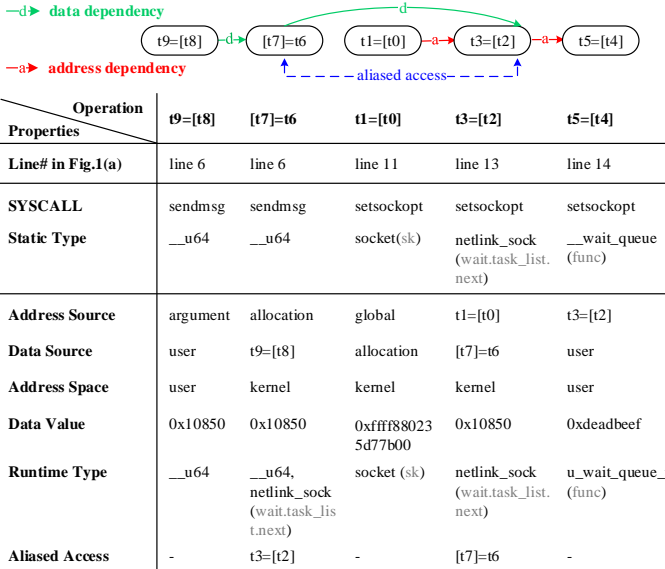 d data dependency
d
t9=[t8] d [t7]=t6 t1=[t0] a t3=[t2] a t5=[t4]
a address dependency
aliased access
Operation
Properties
t9=[t8] [t7]=t6 t1=[t0] t3=[t2] t5=[t4]
Line# in Fig.1(a) line 6 line 6 line 11 line 13 line 14
SYSCALL sendmsg sendmsg setsockopt setsockopt setsockopt
Static Type __u64 __u64 socket(sk) netlink_sock __wait_queue
(wait.task_list. (func)
next)
Address Source argument allocation global t1=[t0] t3=[t2]
Data Source user t9=[t8] allocation [t7]=t6 user
Address Space user kernel kernel kernel user
Data Value 0x10850 0x10850 0xffff88023 0x10850 0xdeadbeef
5d77b00
Runtime Type __u64 __u64, socket (sk) netlink_sock u_wait_queue_
netlink_sock (wait.task_list. (func)
(wait.task_lis next)
t.next)
Aliased Access - t3=[t2] - [t7]=t6 -